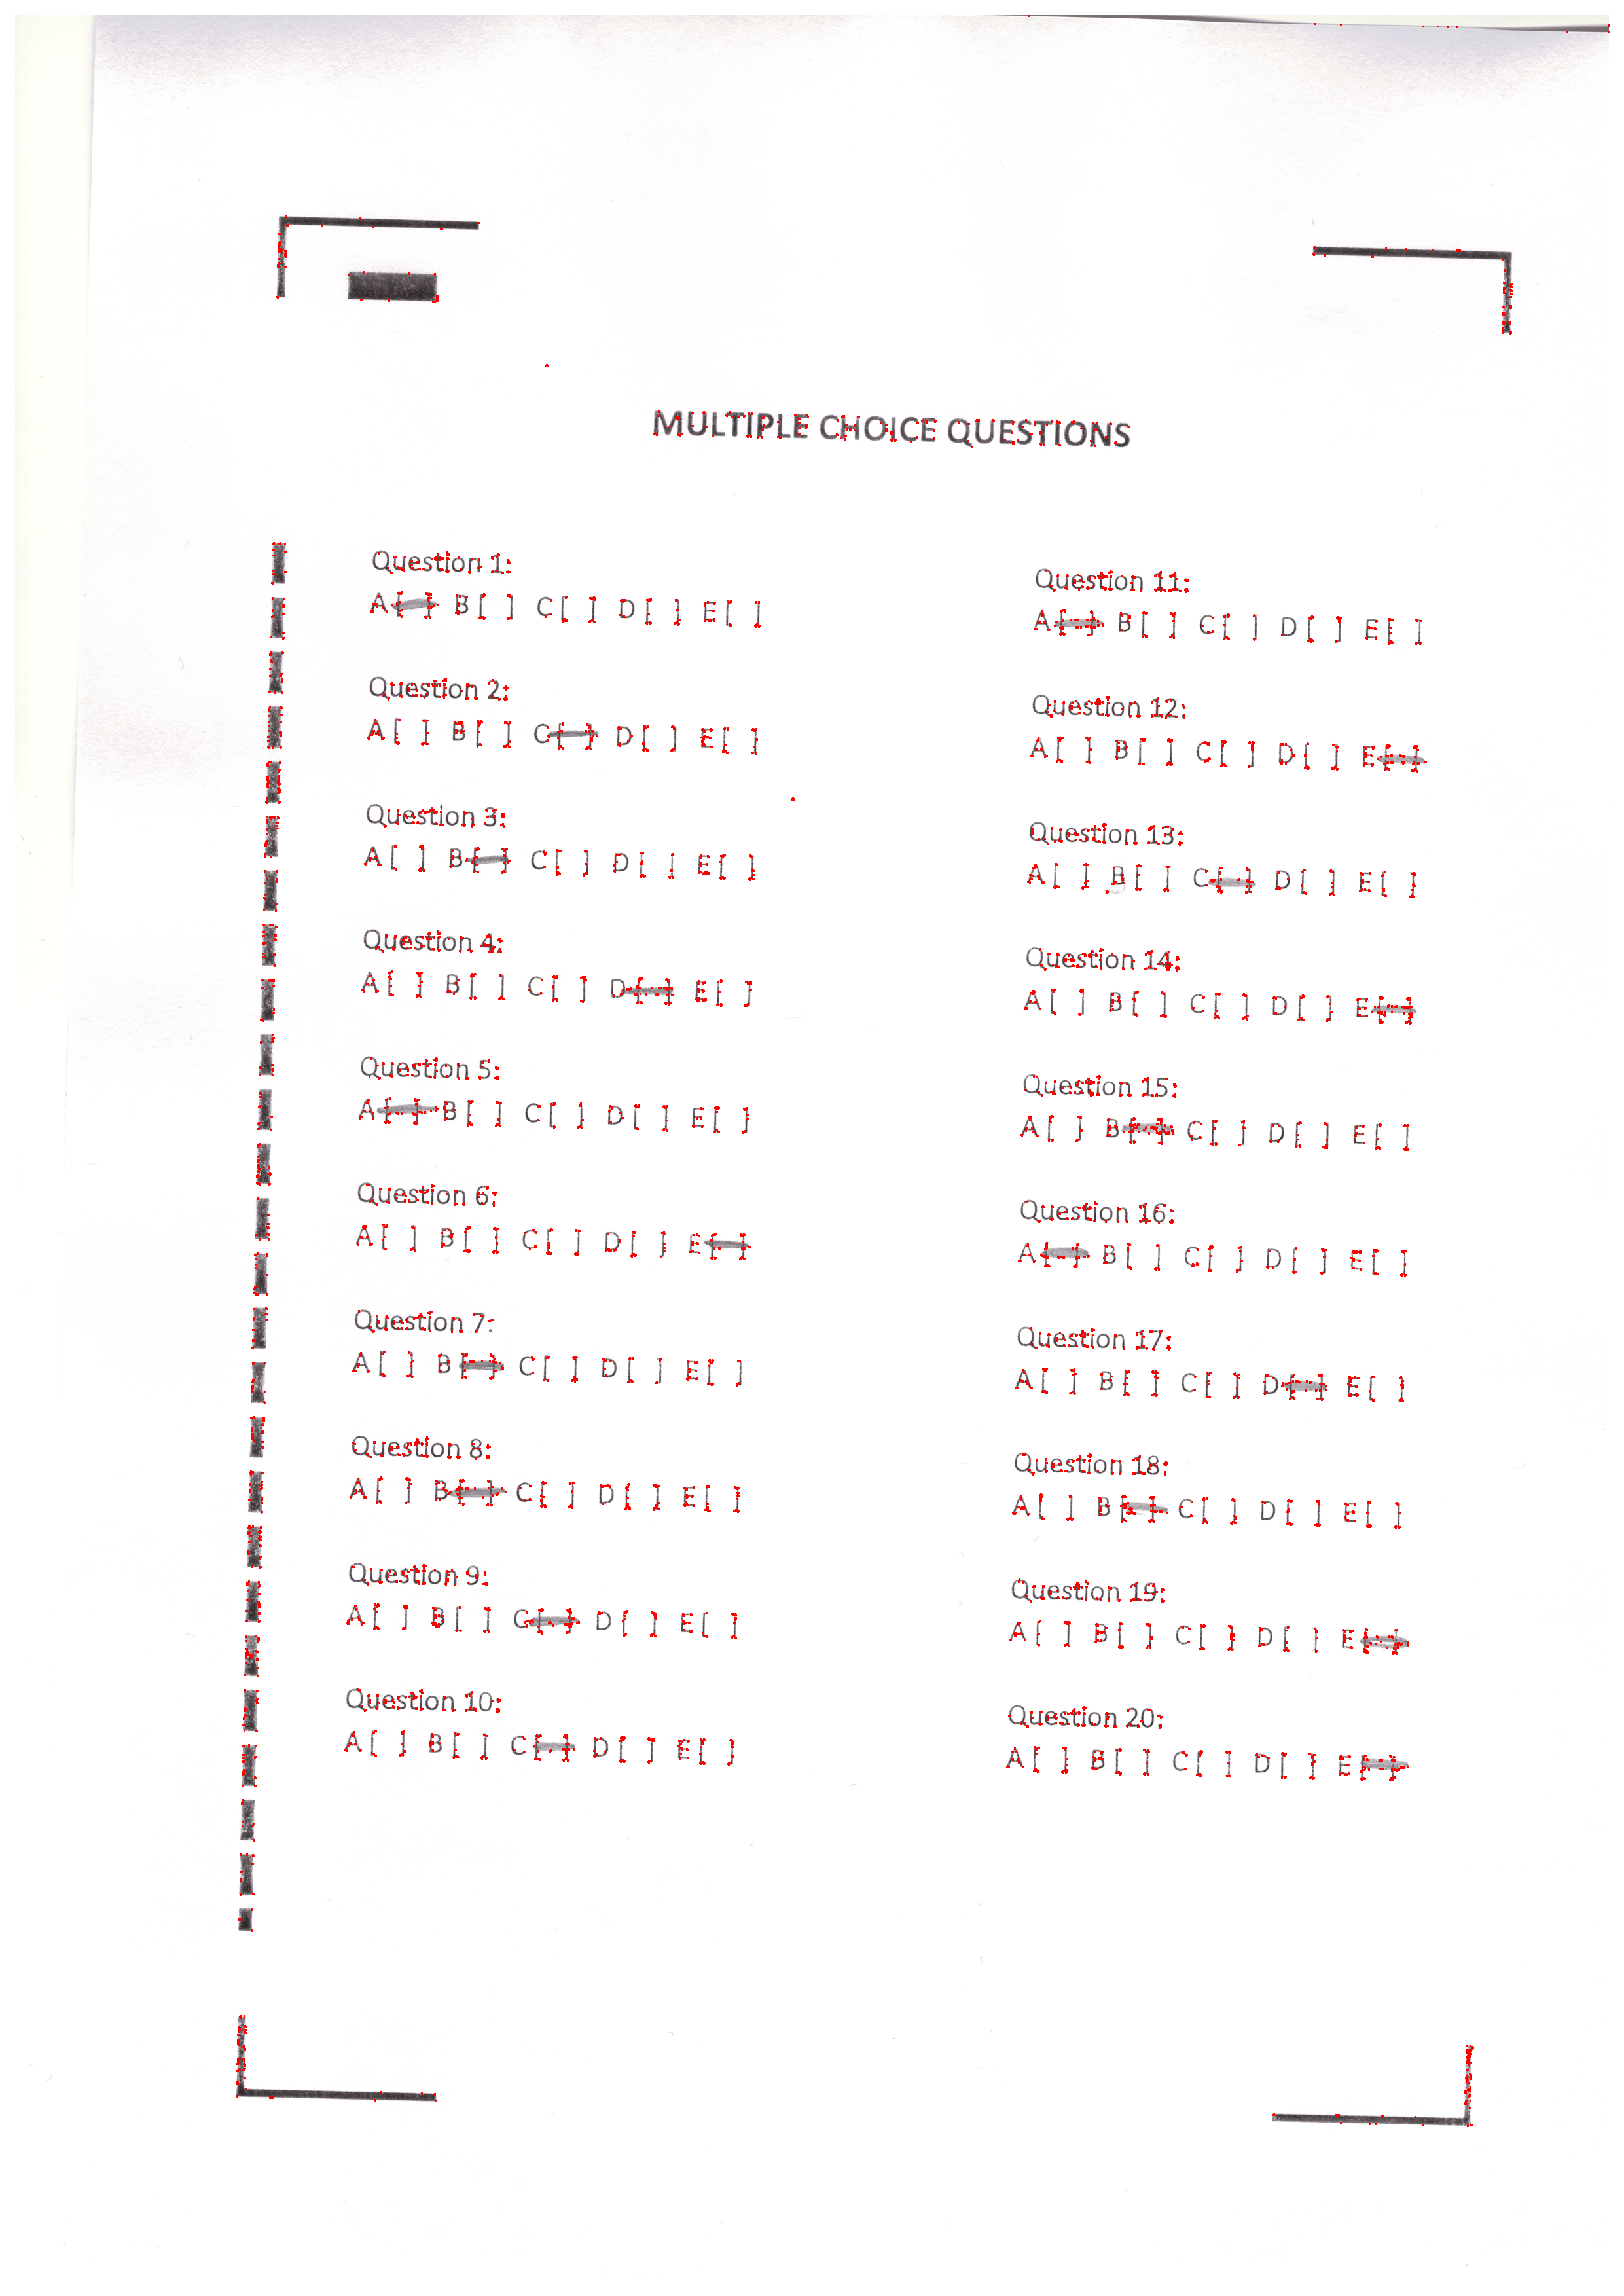 MULTIPLE CHOICE QUESTIONS
Question 1:
A[ ] B[ ] C[ ] D[ ] E[ ]
Question 2:
A[ ] B[ ] C[ ] D[ ] E[ ]
Question 3:
A[ ] B[ ] C[ ] D[ ] E[ ]
Question 4:
A[ ] B[ ] C[ ] D[ ] E[ ]
Question 5:
A[ ] B[ ] C[ ] D[ ] E[ ]
Question 6:
A[ ] B[ ] C[ ] D[ ] E[ ]
Question 7:
A[ ] B[ ] C[ ] D[ ] E[ ]
Question 8:
A[ ] B[ ] C[ ] D[ ] E[ ]
Question 9:
A[ ] B[ ] C[ ] D[ ] E[ ]
Question 10:
A[ ] B[ ] C[ ] D[ ] E[ ]
Question 11:
A[ ] B[ ] C[ ] D[ ] E[ ]
Question 12:
A[ ] B[ ] C[ ] D[ ] E[ ]
Question 13:
A[ ] B[ ] C[ ] D[ ] E[ ]
Question 14:
A[ ] B[ ] C[ ] D[ ] E[ ]
Question 15:
A[ ] B[ ] C[ ] D[ ] E[ ]
Question 16:
A[ ] B[ ] C[ ] D[ ] E[ ]
Question 17:
A[ ] B[ ] C[ ] D[ ] E[ ]
Question 18:
A[ ] B[ ] C[ ] D[ ] E[ ]
Question 19:
A[ ] B[ ] C[ ] D[ ] E[ ]
Question 20:
A[ ] B[ ] C[ ] D[ ] E[ ]